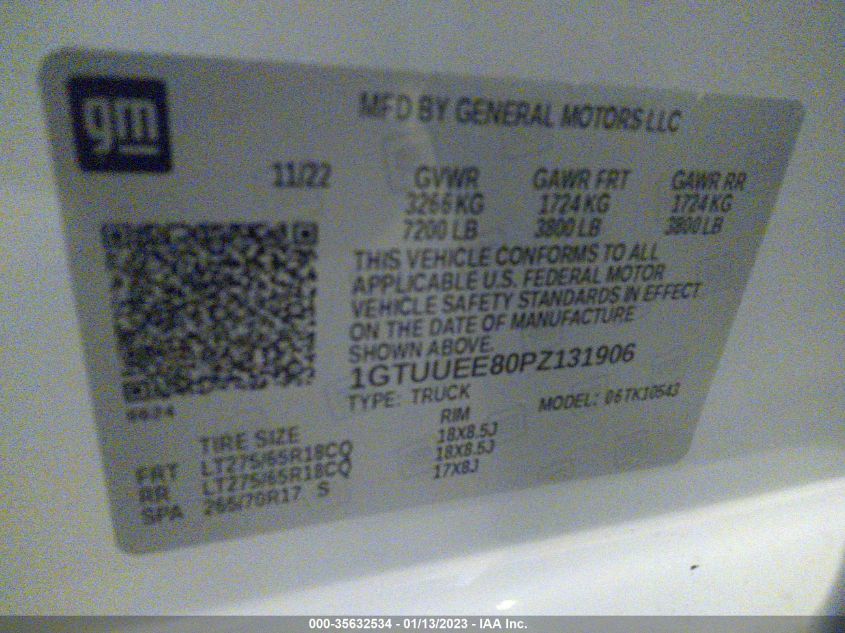 gm
MFD BY GENERAL MOTORS LLC
11/22 GVWR GAWR FRT GAWR RR
3266 KG 1724 KG 1724 KG
7200 LB 3800 LB 3800 LB
THIS VEHICLE CONFORMS TO ALL
APPLICABLE U.S. FEDERAL MOTOR
VEHICLE SAFETY STANDARDS IN EFFECT
ON THE DATE OF MANUFACTURE
SHOWN ABOVE.
1GTUUEE80PZ131906
TYPE: TRUCK MODEL: 06TK10543
6624
TIRE SIZE RIM
FRT LT275/65R18CQ 18X8.5J
RR LT275/65R18CQ 18X8.5J
SPA 265/70R17 S 17X8J
000-35632534 - 01/13/2023 - IAA Inc.